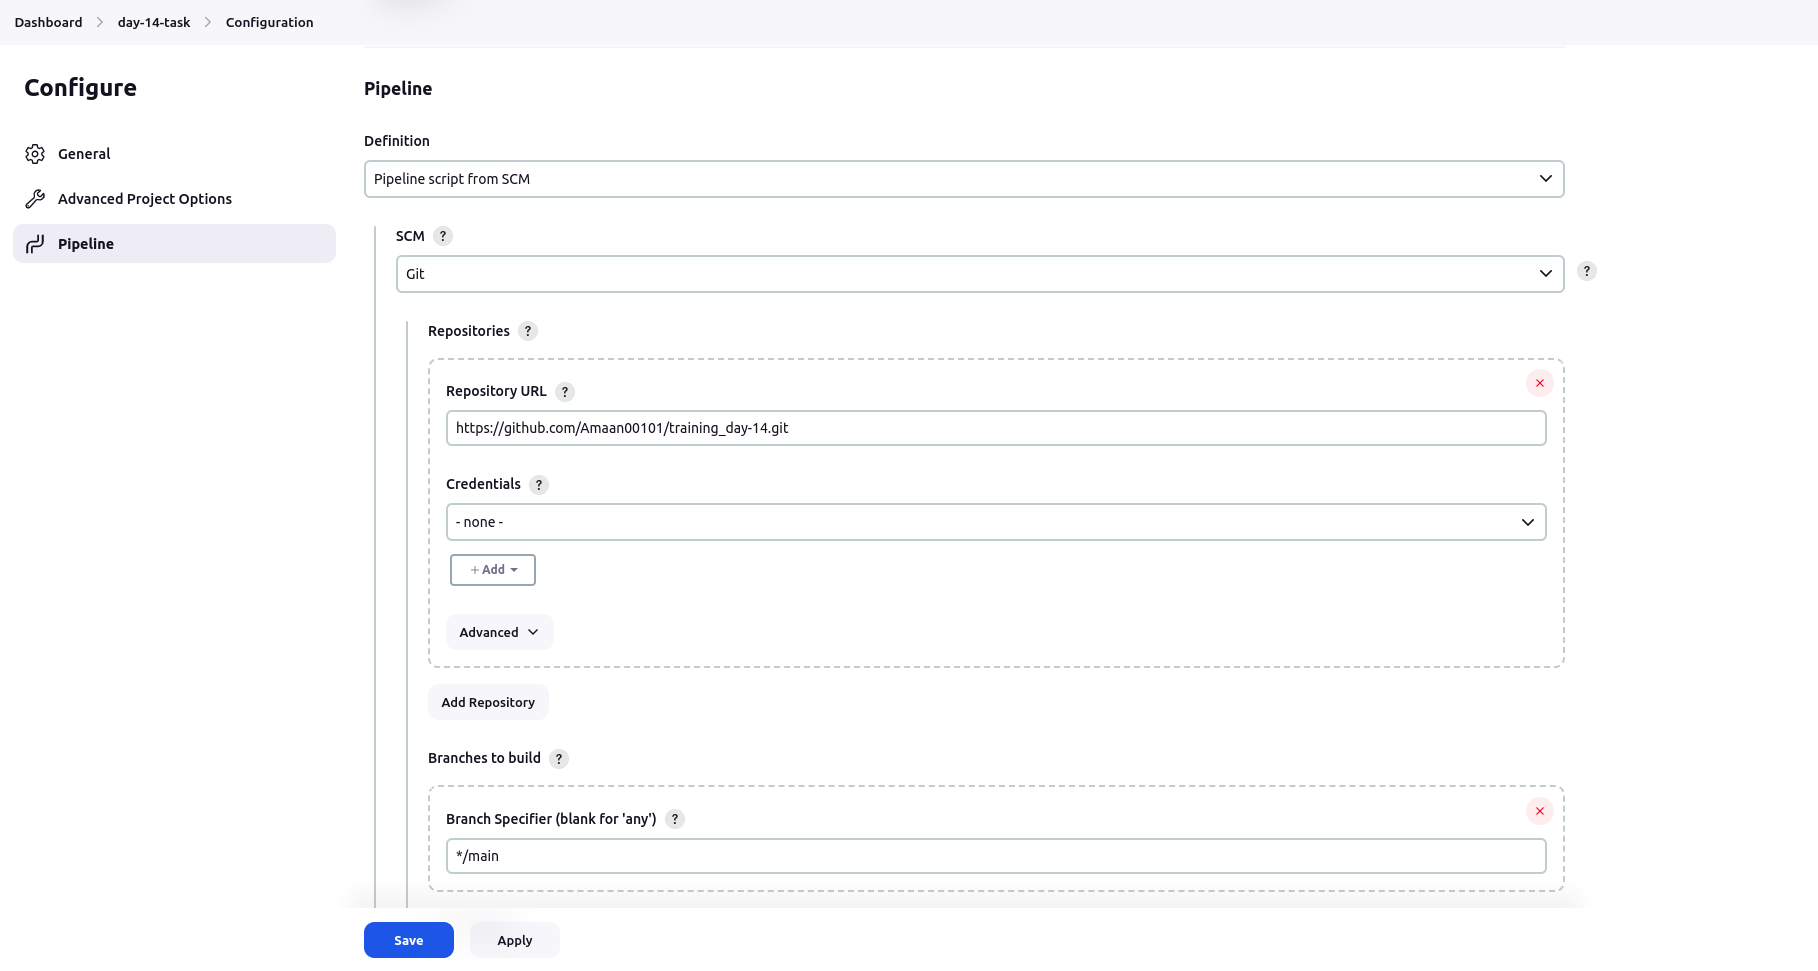 Dashboard > day-14-task > Configuration
Configure
General
Advanced Project Options
Pipeline
Pipeline
Definition
Pipeline script from SCM
SCM ?
Git
?
Repositories ?
Repository URL ?
https://github.com/Amaan00101/training_day-14.git
Credentials ?
- none -
+ Add
Advanced
Add Repository
Branches to build ?
Branch Specifier (blank for 'any') ?
*/main
Save Apply